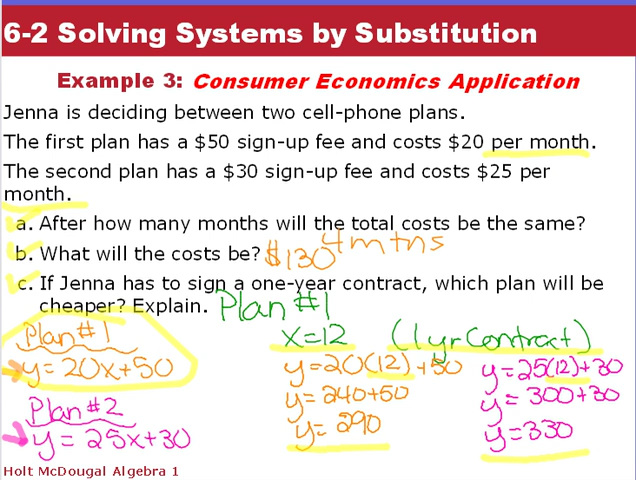 6-2 Solving Systems by Substitution
Example 3: Consumer Economics Application
Jenna is deciding between two cell-phone plans.
The first plan has a $50 sign-up fee and costs $20 per month.
The second plan has a $30 sign-up fee and costs $25 per
month.
a. After how many months will the total costs be the same?
4 mtns
b. What will the costs be? $130
c. If Jenna has to sign a one-year contract, which plan will be
cheaper? Explain. Plan #1
Plan #1
y = 20x+50
Plan #2
y = 25x+30
x=12 (1yr Contract)
y=20(12)+50
y=240+50
y= 290
y=25(12)+30
y= 300+30
y=330
Holt McDougal Algebra 1